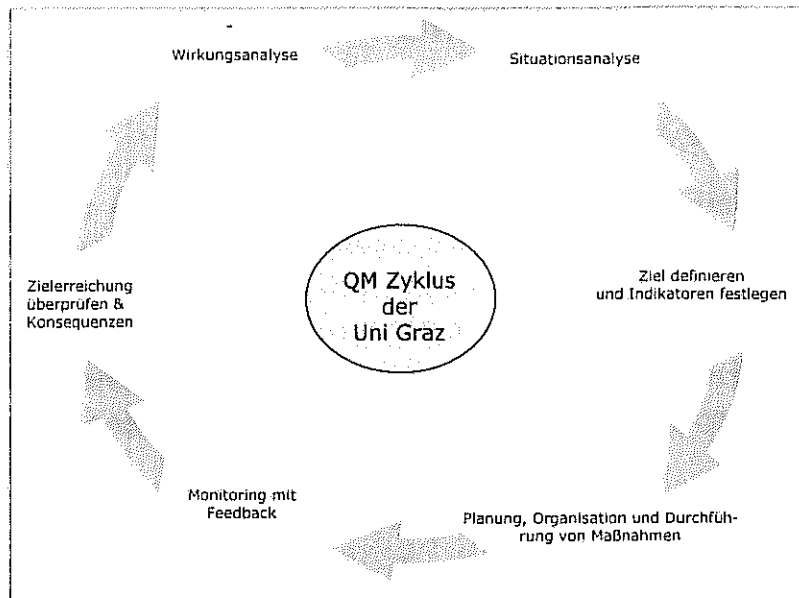 Wirkungsanalyse
Situationsanalyse
Ziel definieren
und Indikatoren festlegen
Planung, Organisation und Durchfüh-
rung von Maßnahmen
Monitoring mit
Feedback
Zielerreichung
überprüfen &
Konsequenzen
QM Zyklus
der
Uni Graz